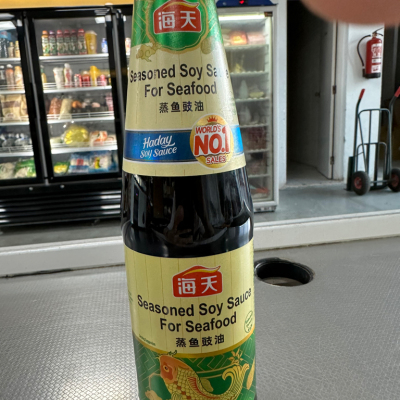 海天
Seasoned Soy Sauce
For Seafood
蒸鱼豉油
Haday
Soy Sauce
WORLD'S
NO.1
SALES
海天
Seasoned Soy Sauce
For Seafood
蒸鱼豉油